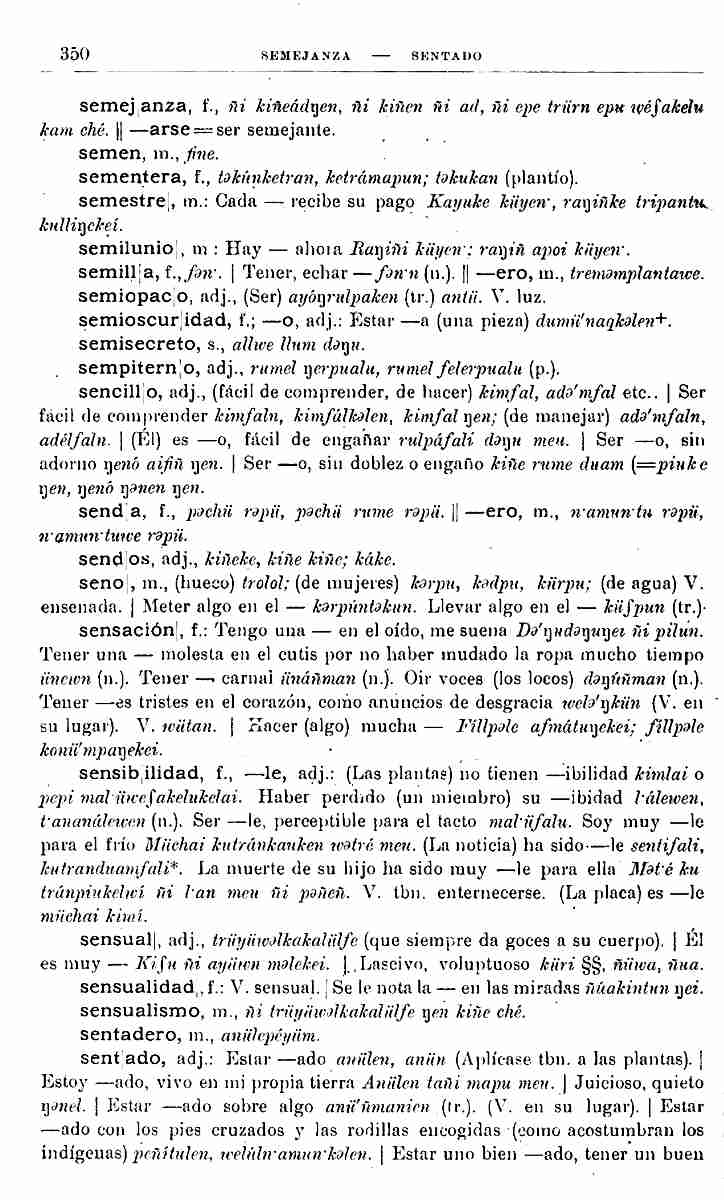 350 SEMEJANZA — SENTADO
semej|anza, f., ñi kiñeádŋen, ñi kiñen ñi ad, ñi epe trürn epu wéſakelu
kam ché. || —arse = ser semejante.
semen, m., fine.
sementera, f., təkúṇketran, ketrámapun; təkukan (plantío).
semestre|, m.: Cada — recibe su pago Kayuke küyen·, raŋiñke tripantu
kulliŋekeí.
semilunio|, m : Hay — ahora Raŋiñi küyen·; raŋiñ apoi küyen·.
semill|a, f., fən·. | Tener, echar — fən·n (n.). || —ero, m., treməmplantawe.
semiopac|o, adj., (Ser) ayóŋrulpaken (tr.) antü. V. luz.
semioscur|idad, f.; —o, adj.: Estar —a (una pieza) dumü'naqkəlen+.
semisecreto, s., allwe llum dəŋu.
sempitern|o, adj., rumel ŋerpualu, rumel felerpualu (p.).
sencill|o, adj., (fácil de comprender, de hacer) kimfal, adə'mfal etc.. | Ser
fácil de comprender kimfaln, kimfálkəlen, kimfal ŋen; (de manejar) adə'mfaln,
adélfaln. | (Él) es —o, fácil de engañar rulpáfali dəŋu meu. | Ser —o, sin
adorno ŋenó aifiñ ŋen. | Ser —o, sin doblez o engaño kiñe rume duam (=piuke
ŋen, ŋenó ŋənen ŋen.
send|a, f., pəchü rəpü, pəchü rume rəpü. || —ero, m., n·amun·tu rəpü,
n·amun·tuwe rəpü.
send|os, adj., kiñeke, kiñe kiñe; káke.
seno|, m., (hueco) trolol; (de mujeres) kərpu, kədpu, kürpu; (de agua) V.
ensenada. | Meter algo en el — kərpúntəkun. Llevar algo en el — küſpun (tr.).
sensación|, f.: Tengo una — en el oído, me suena Də'ŋudəŋuŋei ñi pilun.
Tener una — molesta en el cutis por no haber mudado la ropa mucho tiempo
üncwn (n.). Tener — carnal ünáñman (n.). Oir voces (los locos) dəŋúñman (n.).
Tener —es tristes en el corazón, como anuncios de desgracia welə'ŋkün (V. en
su lugar). V. wütan. | Hacer (algo) mucha — Fillpəle afmátuŋekei; fillpəle
konü'mpaŋekei.
sensib|ilidad, f., —le, adj.: (Las plantas) no tienen —ibilidad kimlai o
pepi mal·üweſakelukelai. Haber perdido (un miembro) su —ibidad l·álewen,
t·ananálewen (n.). Ser —le, perceptible para el tacto mal·üfalu. Soy muy —le
para el frío Müchai kutránkauken wətré meu. (La noticia) ha sido —le sentifali,
kutranduamfali*. La muerte de su hijo ha sido muy —le para ella Mət·é ku
tránpiukelwí ñi l·an meu ñi pəñeñ. V. tbn. enternecerse. (La placa) es —le
müchai kimí.
sensual|, adj., trüyüwəlkakalülfe (que siempre da goces a su cuerpo). | Él
es muy — Kiſu ñi ayüwn məlekei. | Lascivo, voluptuoso küri §§, ñüwa, ñua.
sensualidad, f.: V. sensual. | Se le nota la — en las miradas ñúakintun ŋei.
sensualismo, m., ñi trüyüwəlkakalülfe ŋen kiñe ché.
sentadero, m., anülepéyüm.
sent|ado, adj.: Estar —ado anülen, anün (Aplícase tbn. a las plantas). |
Estoy —ado, vivo en mi propia tierra Anülen tañi mapu meu. | Juicioso, quieto
ŋənel. | Estar —ado sobre algo anü'ñmanien (tr.). (V. en su lugar). | Estar
—ado con los pies cruzados y las rodillas encogidas (como acostumbran los
indígenas) peñítulen, welúln·amun·kəlen. | Estar uno bien —ado, tener un buen